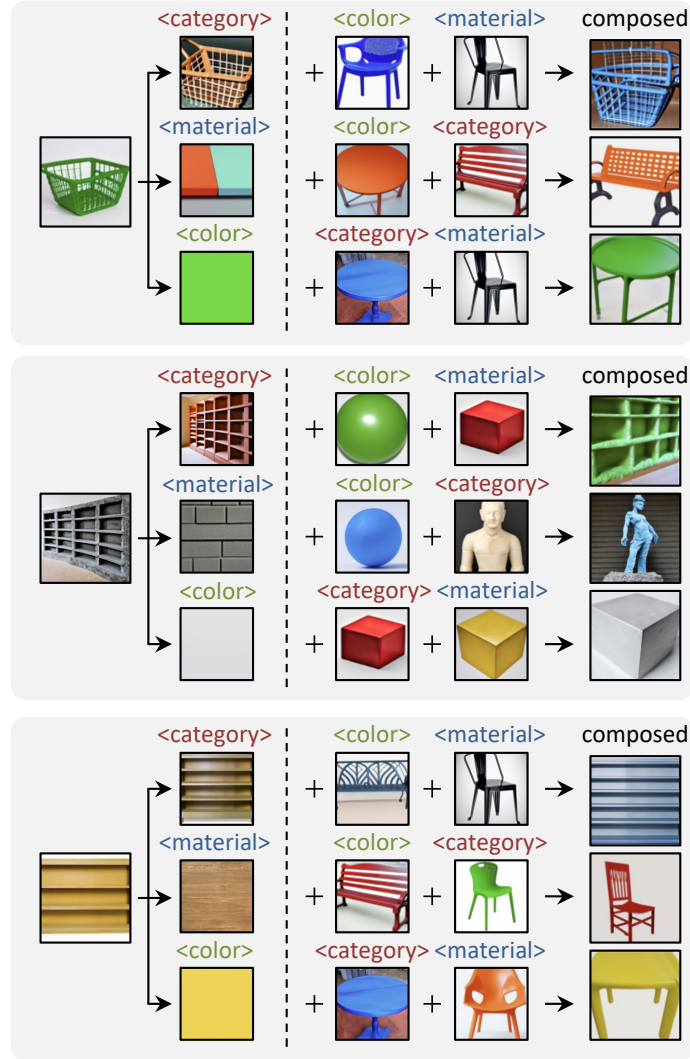 <category> <color> <material> composed
+ + →
<material> <color> <category>
+ + →
<color> <category> <material>
+ + →
<category> <color> <material> composed
+ + →
<material> <color> <category>
+ + →
<color> <category> <material>
+ + →
<category> <color> <material> composed
+ + →
<material> <color> <category>
+ + →
<color> <category> <material>
+ + →